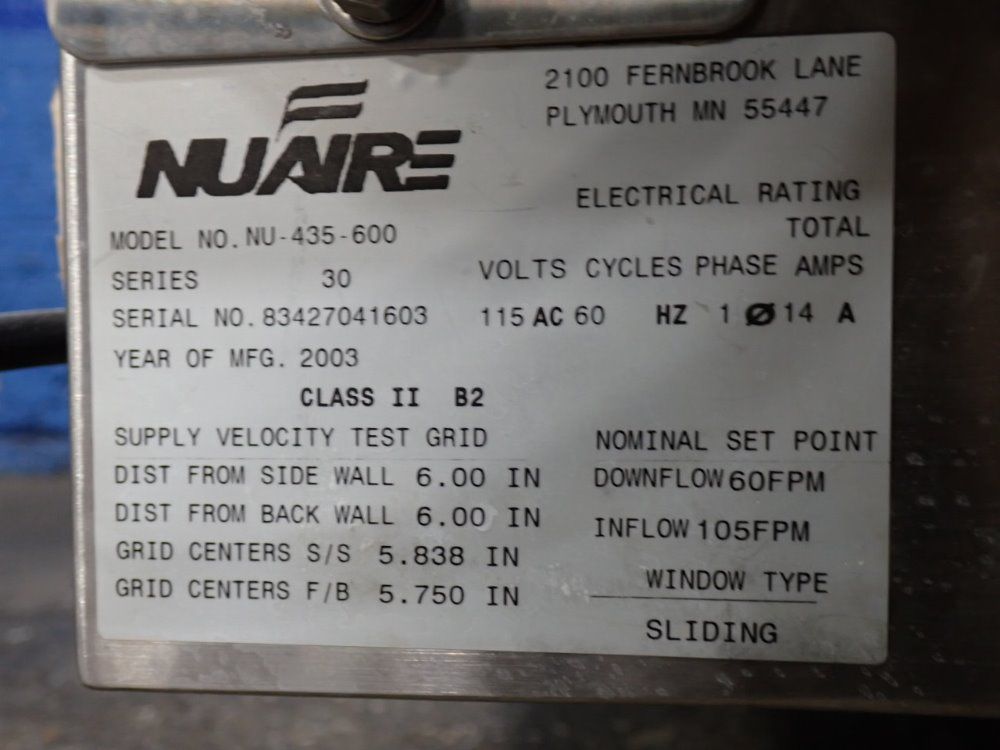 2100 FERNBROOK LANE
PLYMOUTH MN 55447
NUAIRE
ELECTRICAL RATING
TOTAL
VOLTS CYCLES PHASE AMPS
115 AC 60 HZ 1 Ø 14 A
MODEL NO. NU-435-600
SERIES 30
SERIAL NO. 83427041603
YEAR OF MFG. 2003
CLASS II B2
SUPPLY VELOCITY TEST GRID
DIST FROM SIDE WALL 6.00 IN
DIST FROM BACK WALL 6.00 IN
GRID CENTERS S/S 5.838 IN
GRID CENTERS F/B 5.750 IN
NOMINAL SET POINT
DOWNFLOW 60FPM
INFLOW 105FPM
WINDOW TYPE
SLIDING